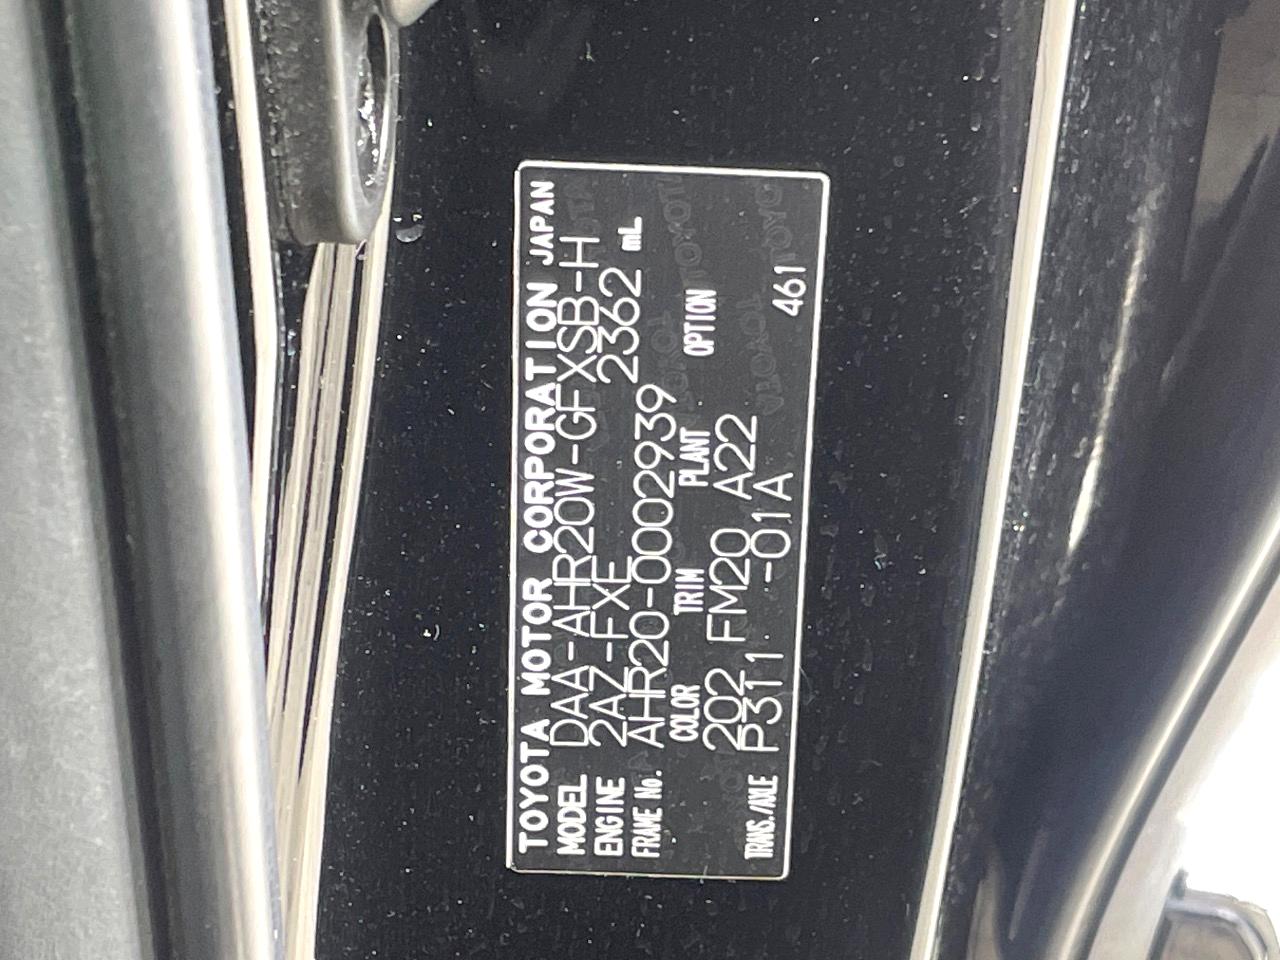 TOYOTA MOTOR CORPORATION JAPAN
MODEL DAA-AHR20W-GFXSB-H
ENGINE 2AZ-FXE 2362 mL
FRAME No. AHR20-0002939
COLOR TRIM PLANT OPTION
202 FM20 A22
TRANS./AXLE P311 -01A 461